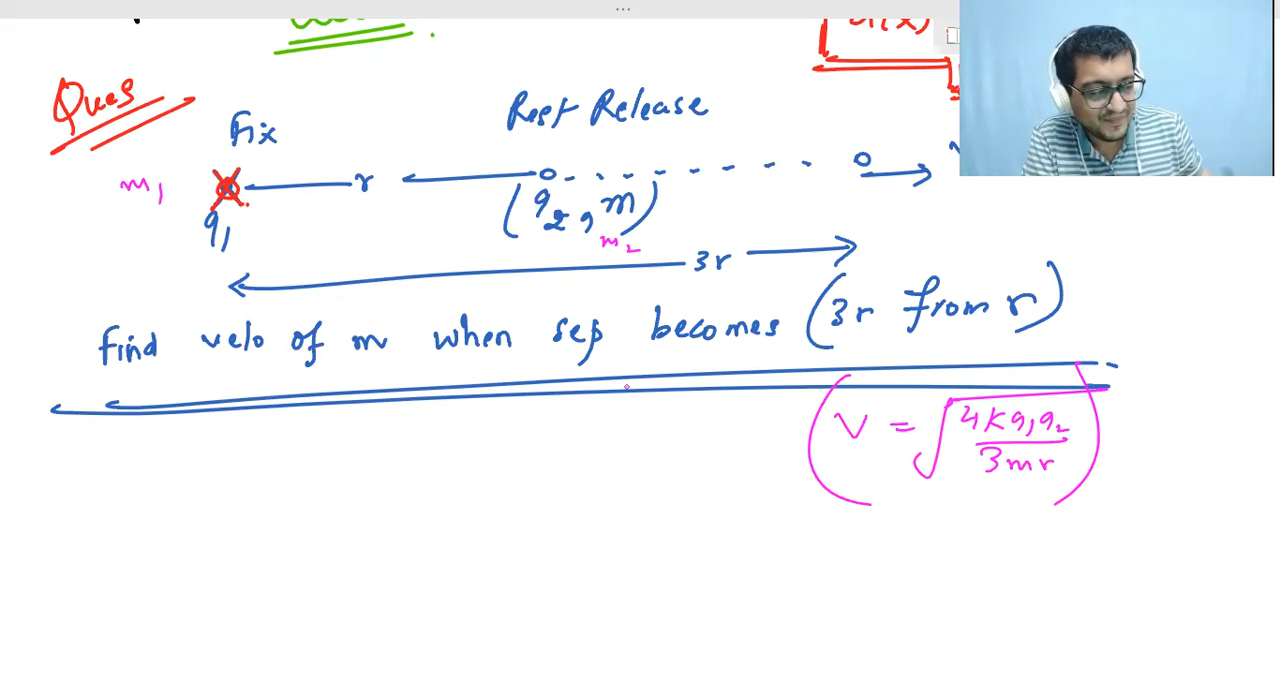 Ques
Fix
Rest Release
m1
r
q1
(q2, m)
m2
3r
find velo of m when sep becomes (3r from r)
V = √(4Kq1q2 / 3mr)